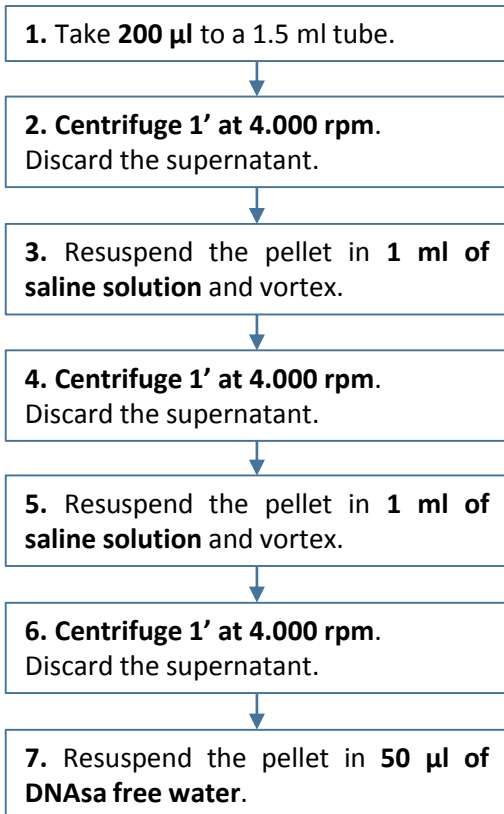 1. Take 200 µl to a 1.5 ml tube.
2. Centrifuge 1’ at 4.000 rpm.
Discard the supernatant.
3. Resuspend the pellet in 1 ml of
saline solution and vortex.
4. Centrifuge 1’ at 4.000 rpm.
Discard the supernatant.
5. Resuspend the pellet in 1 ml of
saline solution and vortex.
6. Centrifuge 1’ at 4.000 rpm.
Discard the supernatant.
7. Resuspend the pellet in 50 µl of
DNAsa free water.